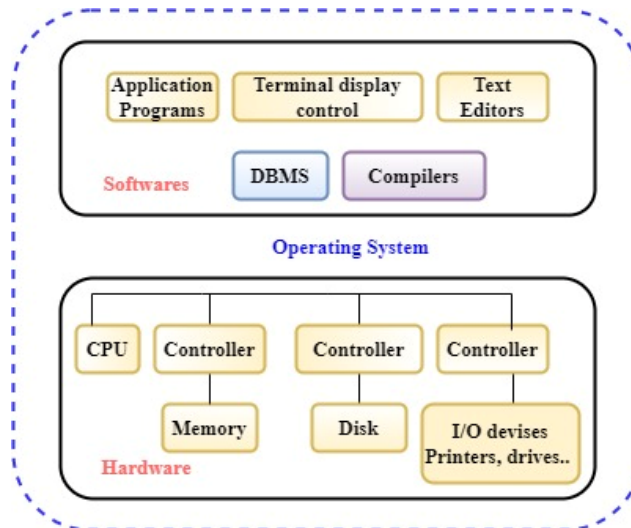 Application
Programs
Terminal display
control
Text
Editors
Softwares
DBMS
Compilers
Operating System
CPU
Controller
Controller
Controller
Memory
Disk
I/O devises
Printers, drives..
Hardware